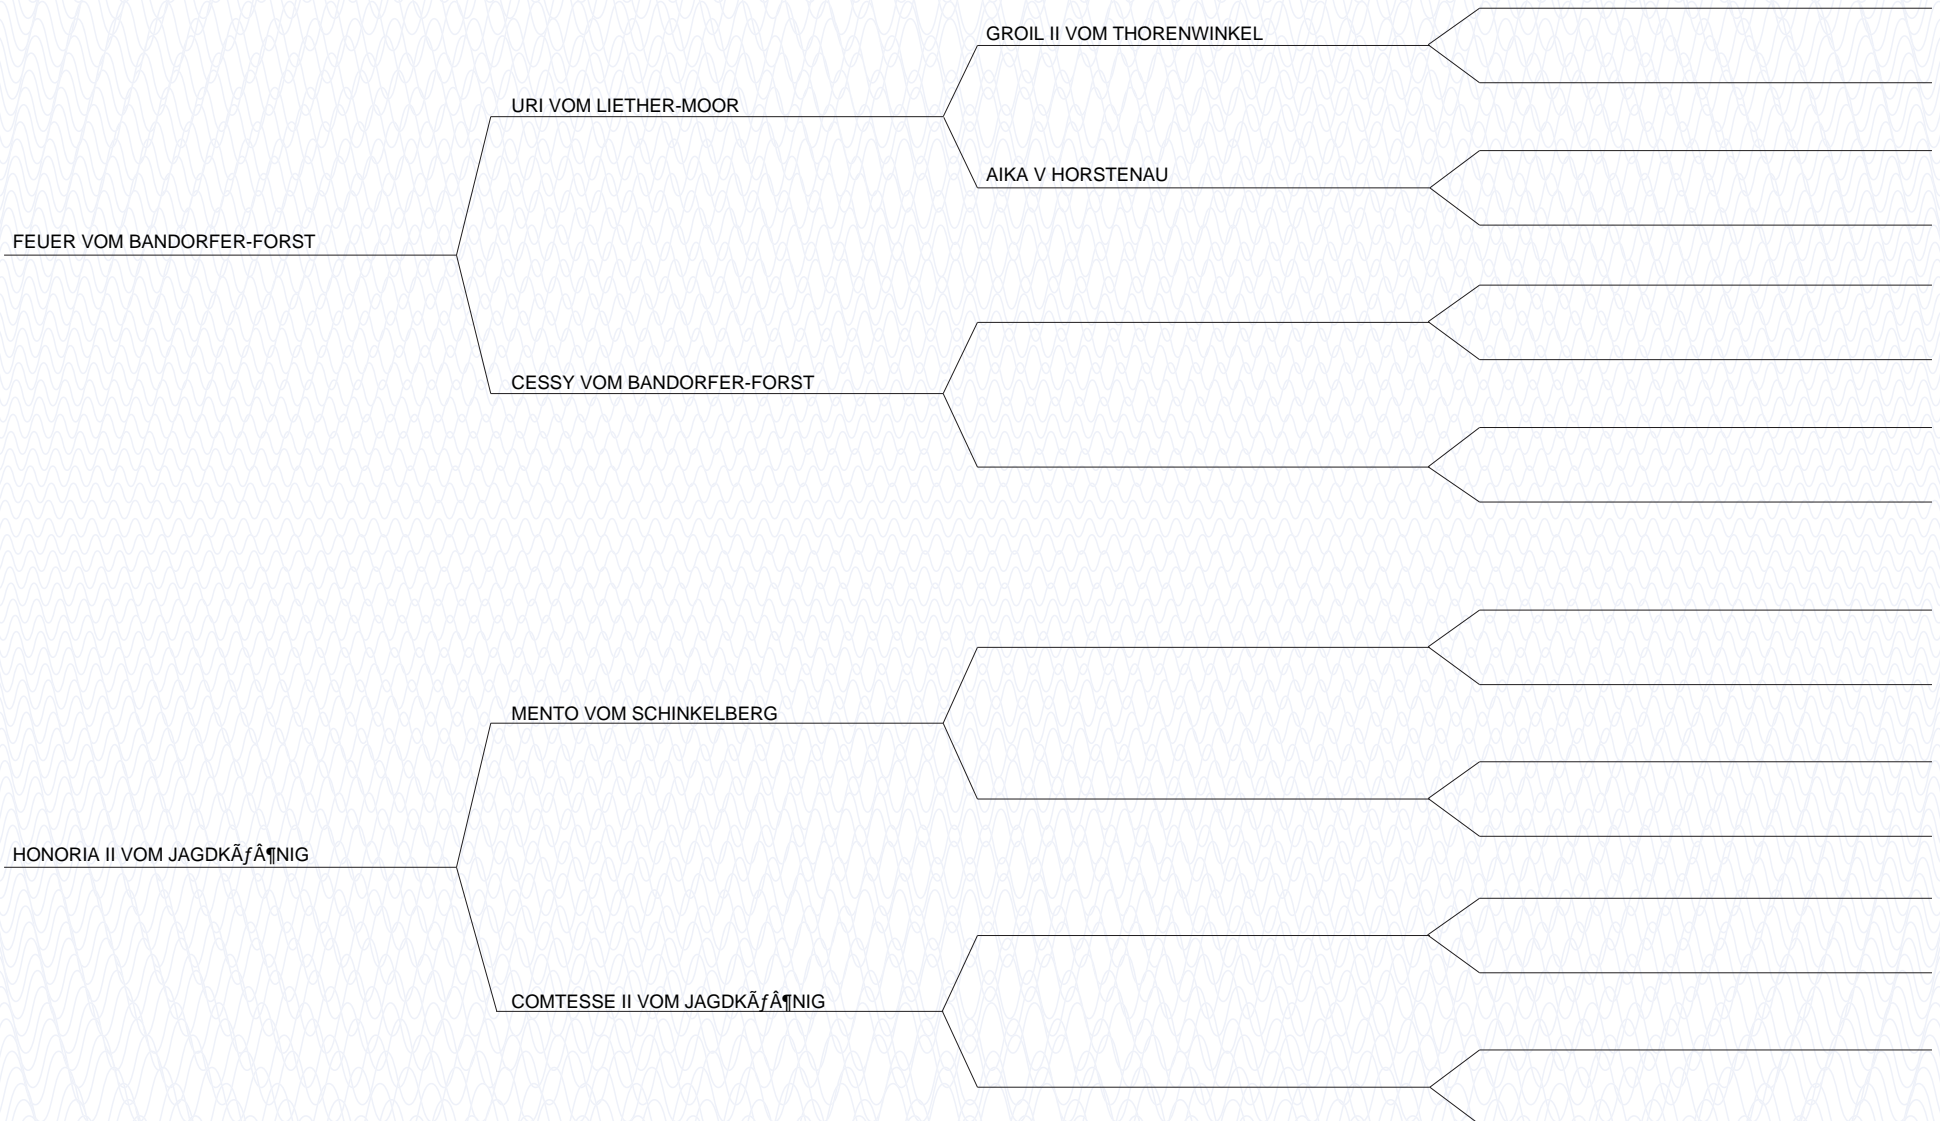 GROIL II VOM THORENWINKEL
URI VOM LIETHER-MOOR
AIKA V HORSTENAU
FEUER VOM BANDORFER-FORST
CESSY VOM BANDORFER-FORST
MENTO VOM SCHINKELBERG
HONORIA II VOM JAGDKÃƒÂ¶NIG
COMTESSE II VOM JAGDKÃƒÂ¶NIG